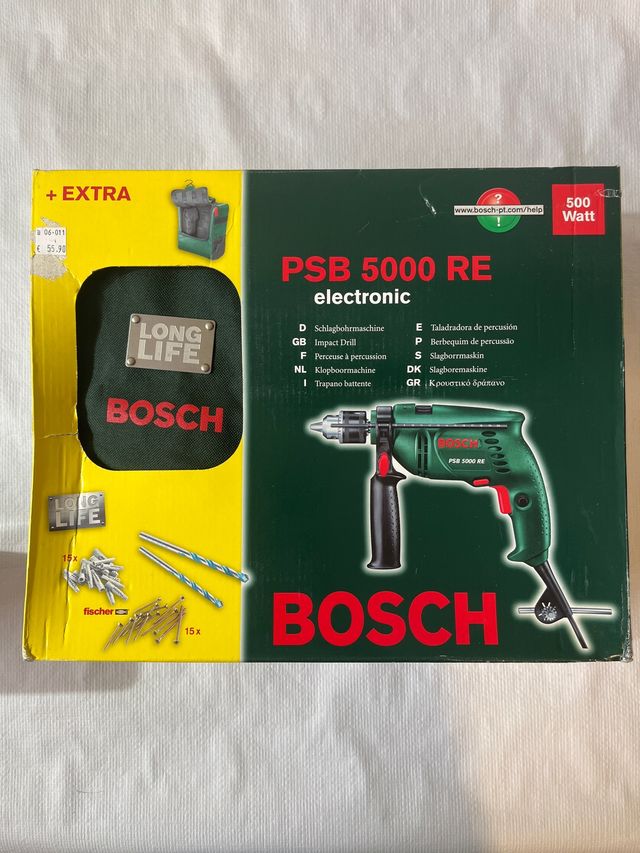 + EXTRA
€ 55.90
LONG
LIFE
BOSCH
LONG
LIFE
15x
fischer
15x
?
www.bosch-pt.com/help
!
500
Watt
PSB 5000 RE
electronic
D Schlagbohrmaschine
GB Impact Drill
F Perceuse à percussion
NL Klopboormachine
I Trapano battente
E Taladradora de percusión
P Berbequim de percussão
S Slagborrmaskin
DK Slagboremaskine
GR Κρουστικό δράπανο
BOSCH
PSB 5000 RE
BOSCH